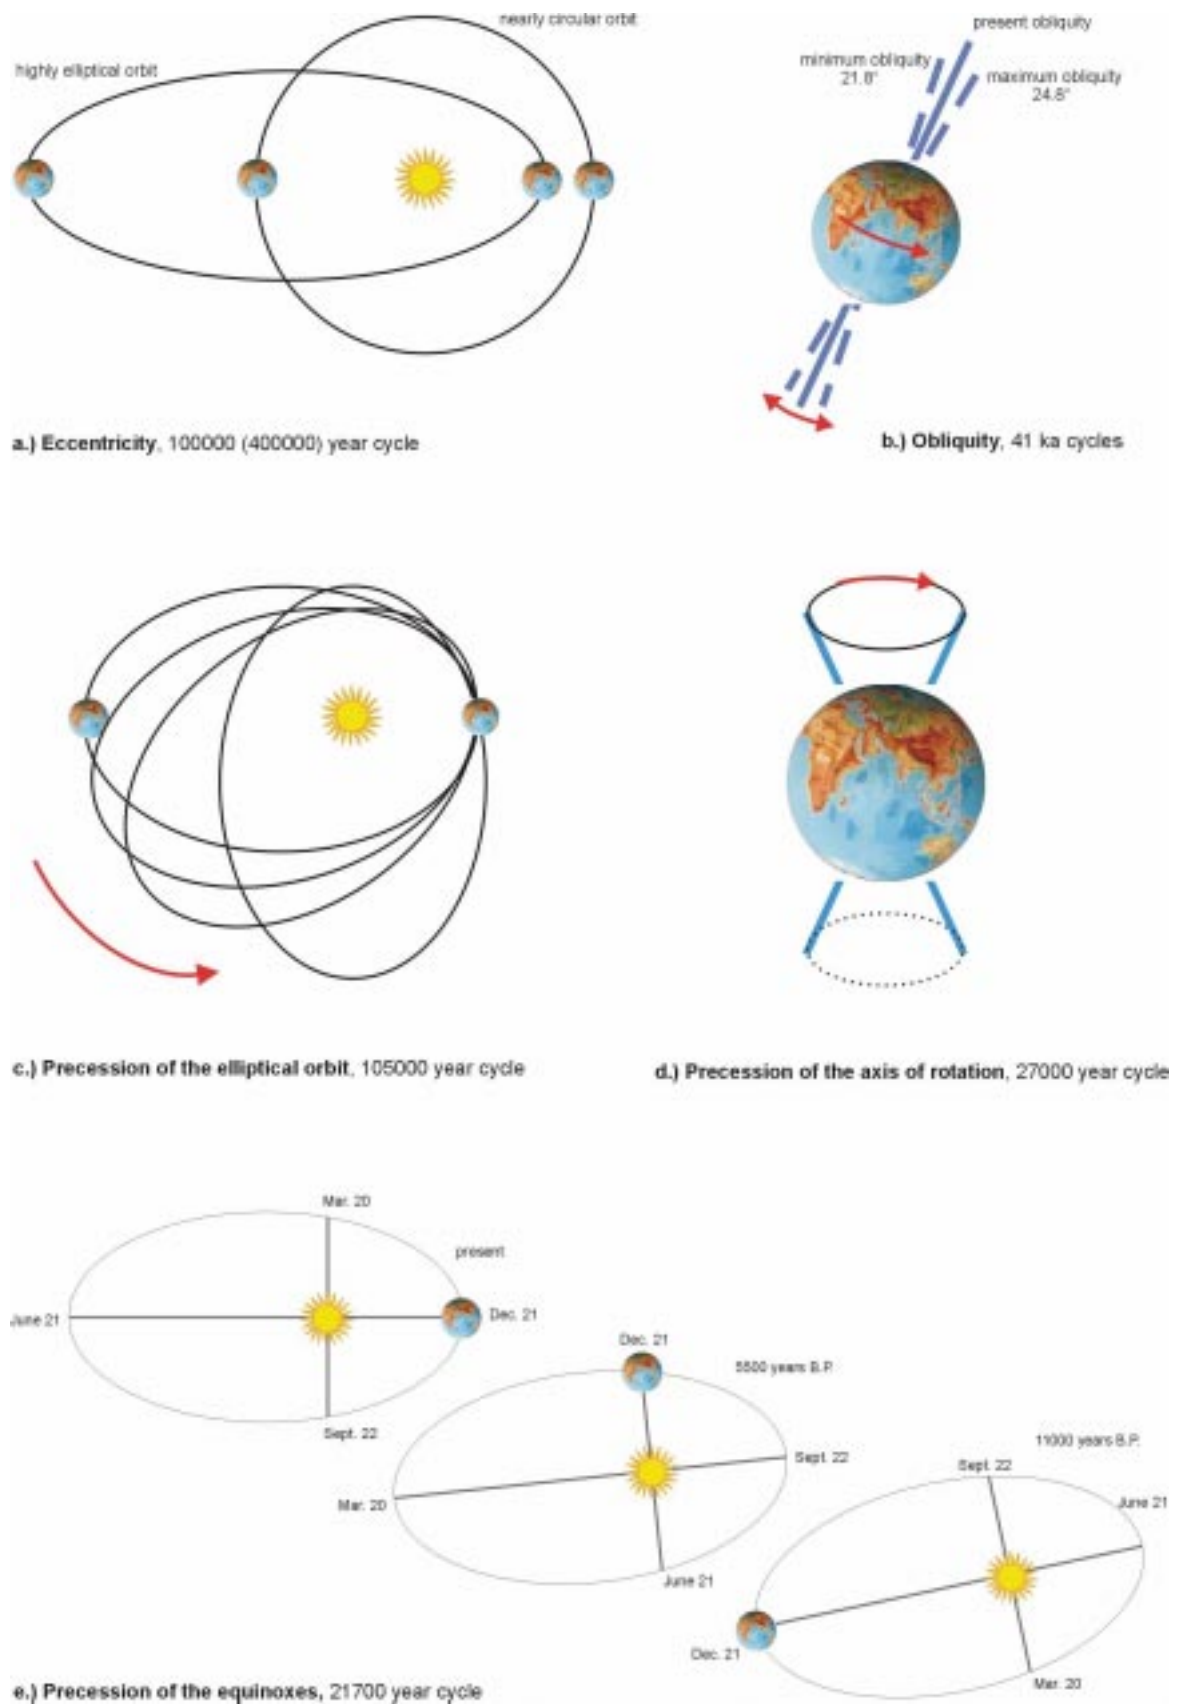 nearly circular orbit
highly elliptical orbit
present obliquity
minimum obliquity
21.8°
maximum obliquity
24.8°
a.) Eccentricity, 100000 (400000) year cycle
b.) Obliquity, 41 ka cycles
c.) Precession of the elliptical orbit, 105000 year cycle
d.) Precession of the axis of rotation, 27000 year cycle
Mar. 20
present
June 21
Dec. 21
Sept. 22
Dec. 21
5500 years B.P.
Sept. 22
Mar. 20
June 21
11000 years B.P.
Sept. 22
June 21
Dec. 21
Mar. 20
e.) Precession of the equinoxes, 21700 year cycle